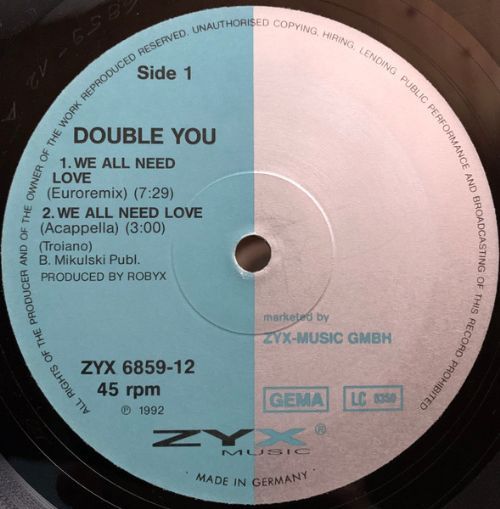 ALL RIGHTS OF THE PRODUCER AND OF THE OWNER OF THE WORK REPRODUCED RESERVED. UNAUTHORISED COPYING, HIRING, LENDING, PUBLIC PERFORMANCE AND BROADCASTING OF THIS RECORD PROHIBITED
Side 1
DOUBLE YOU
1. WE ALL NEED
LOVE
(Euroremix) (7:29)
2. WE ALL NEED LOVE
(Acappella) (3:00)
(Troiano)
B. Mikulski Publ.
PRODUCED BY ROBYX
marketed by
ZYX-MUSIC GMBH
ZYX 6859-12
45 rpm
℗ 1992
GEMA
LC
ZYX ®
MUSIC
MADE IN GERMANY